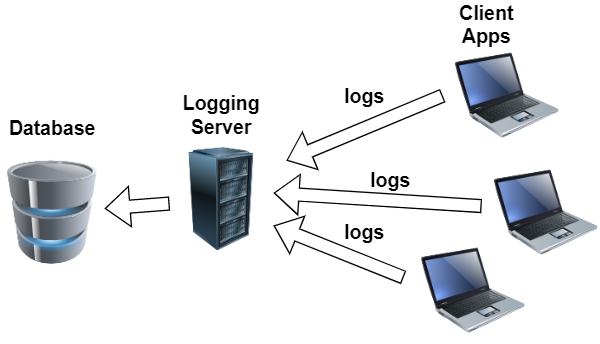 Client
Apps
logs
Logging
Server
Database
logs
logs